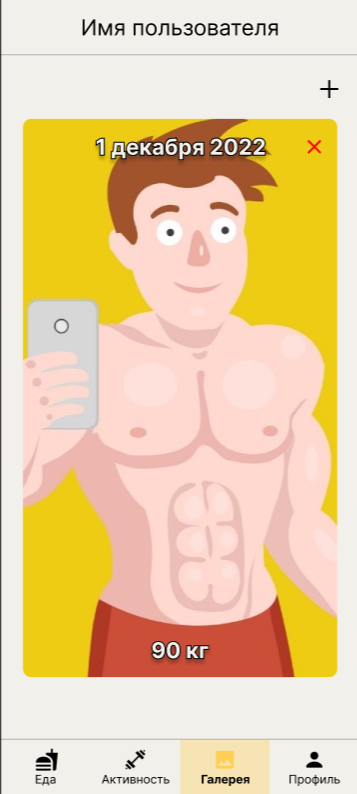 Имя пользователя
1 декабря 2022
90 кг
Еда
Активность
Галерея
Профиль